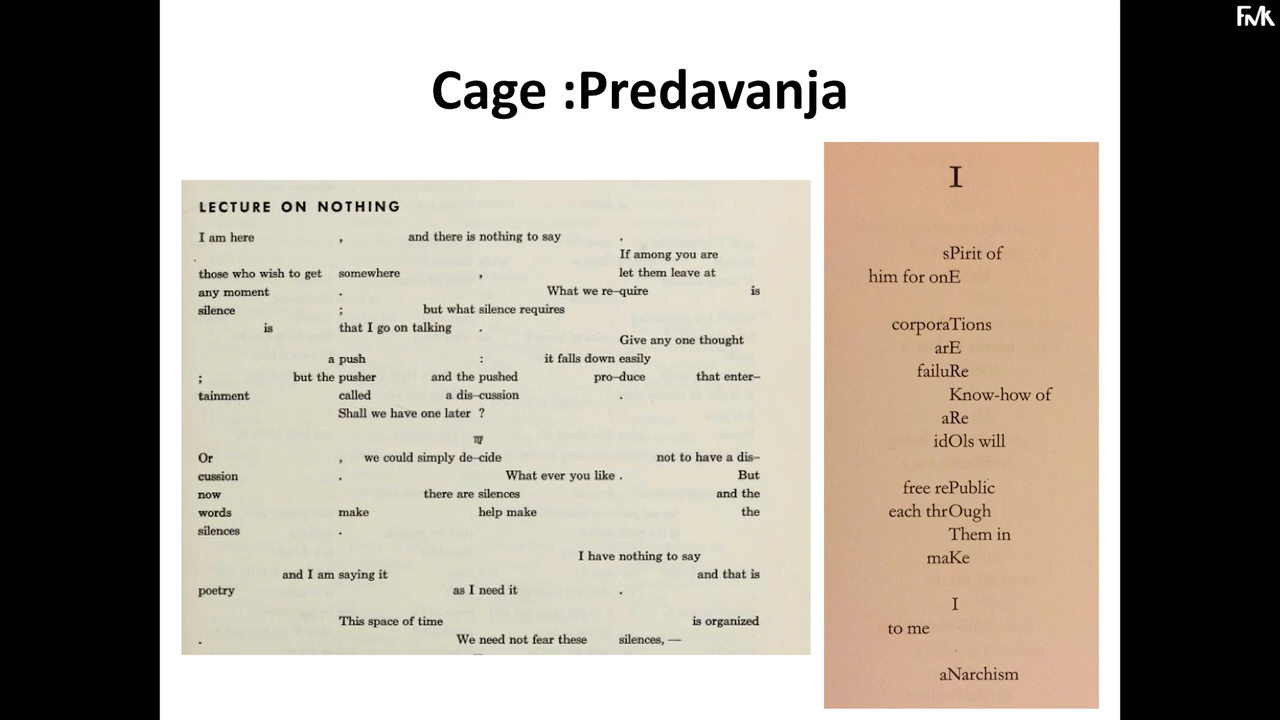 FMK
Cage :Predavanja
LECTURE ON NOTHING
I am here , and there is nothing to say .
If among you are
those who wish to get somewhere , let them leave at
any moment . What we re–quire is
silence ; but what silence requires
is that I go on talking .
Give any one thought
a push : it falls down easily
; but the pusher and the pushed pro–duce that enter–
tainment called a dis–cussion .
Shall we have one later ?
Or , we could simply de–cide not to have a dis–
cussion . What ever you like . But
now there are silences and the
words make help make the
silences .
I have nothing to say
and I am saying it and that is
poetry as I need it .
This space of time is organized
. We need not fear these silences, —
I
sPirit of
him for onE
corporaTions
arE
failuRe
Know-how of
aRe
idOls will
free rePublic
each thrOugh
Them in
maKe
I
to me
aNarchism